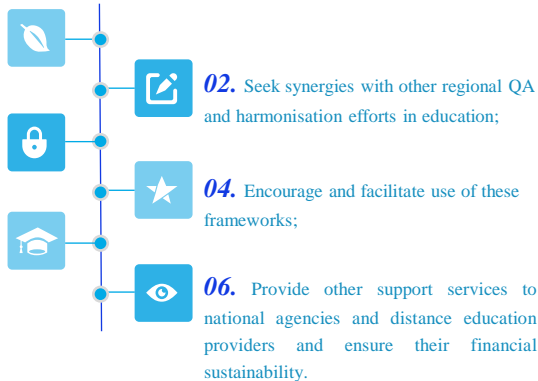 02. Seek synergies with other regional QA
and harmonisation efforts in education;
04. Encourage and facilitate use of these
frameworks;
06. Provide other support services to
national agencies and distance education
providers and ensure their financial
sustainability.